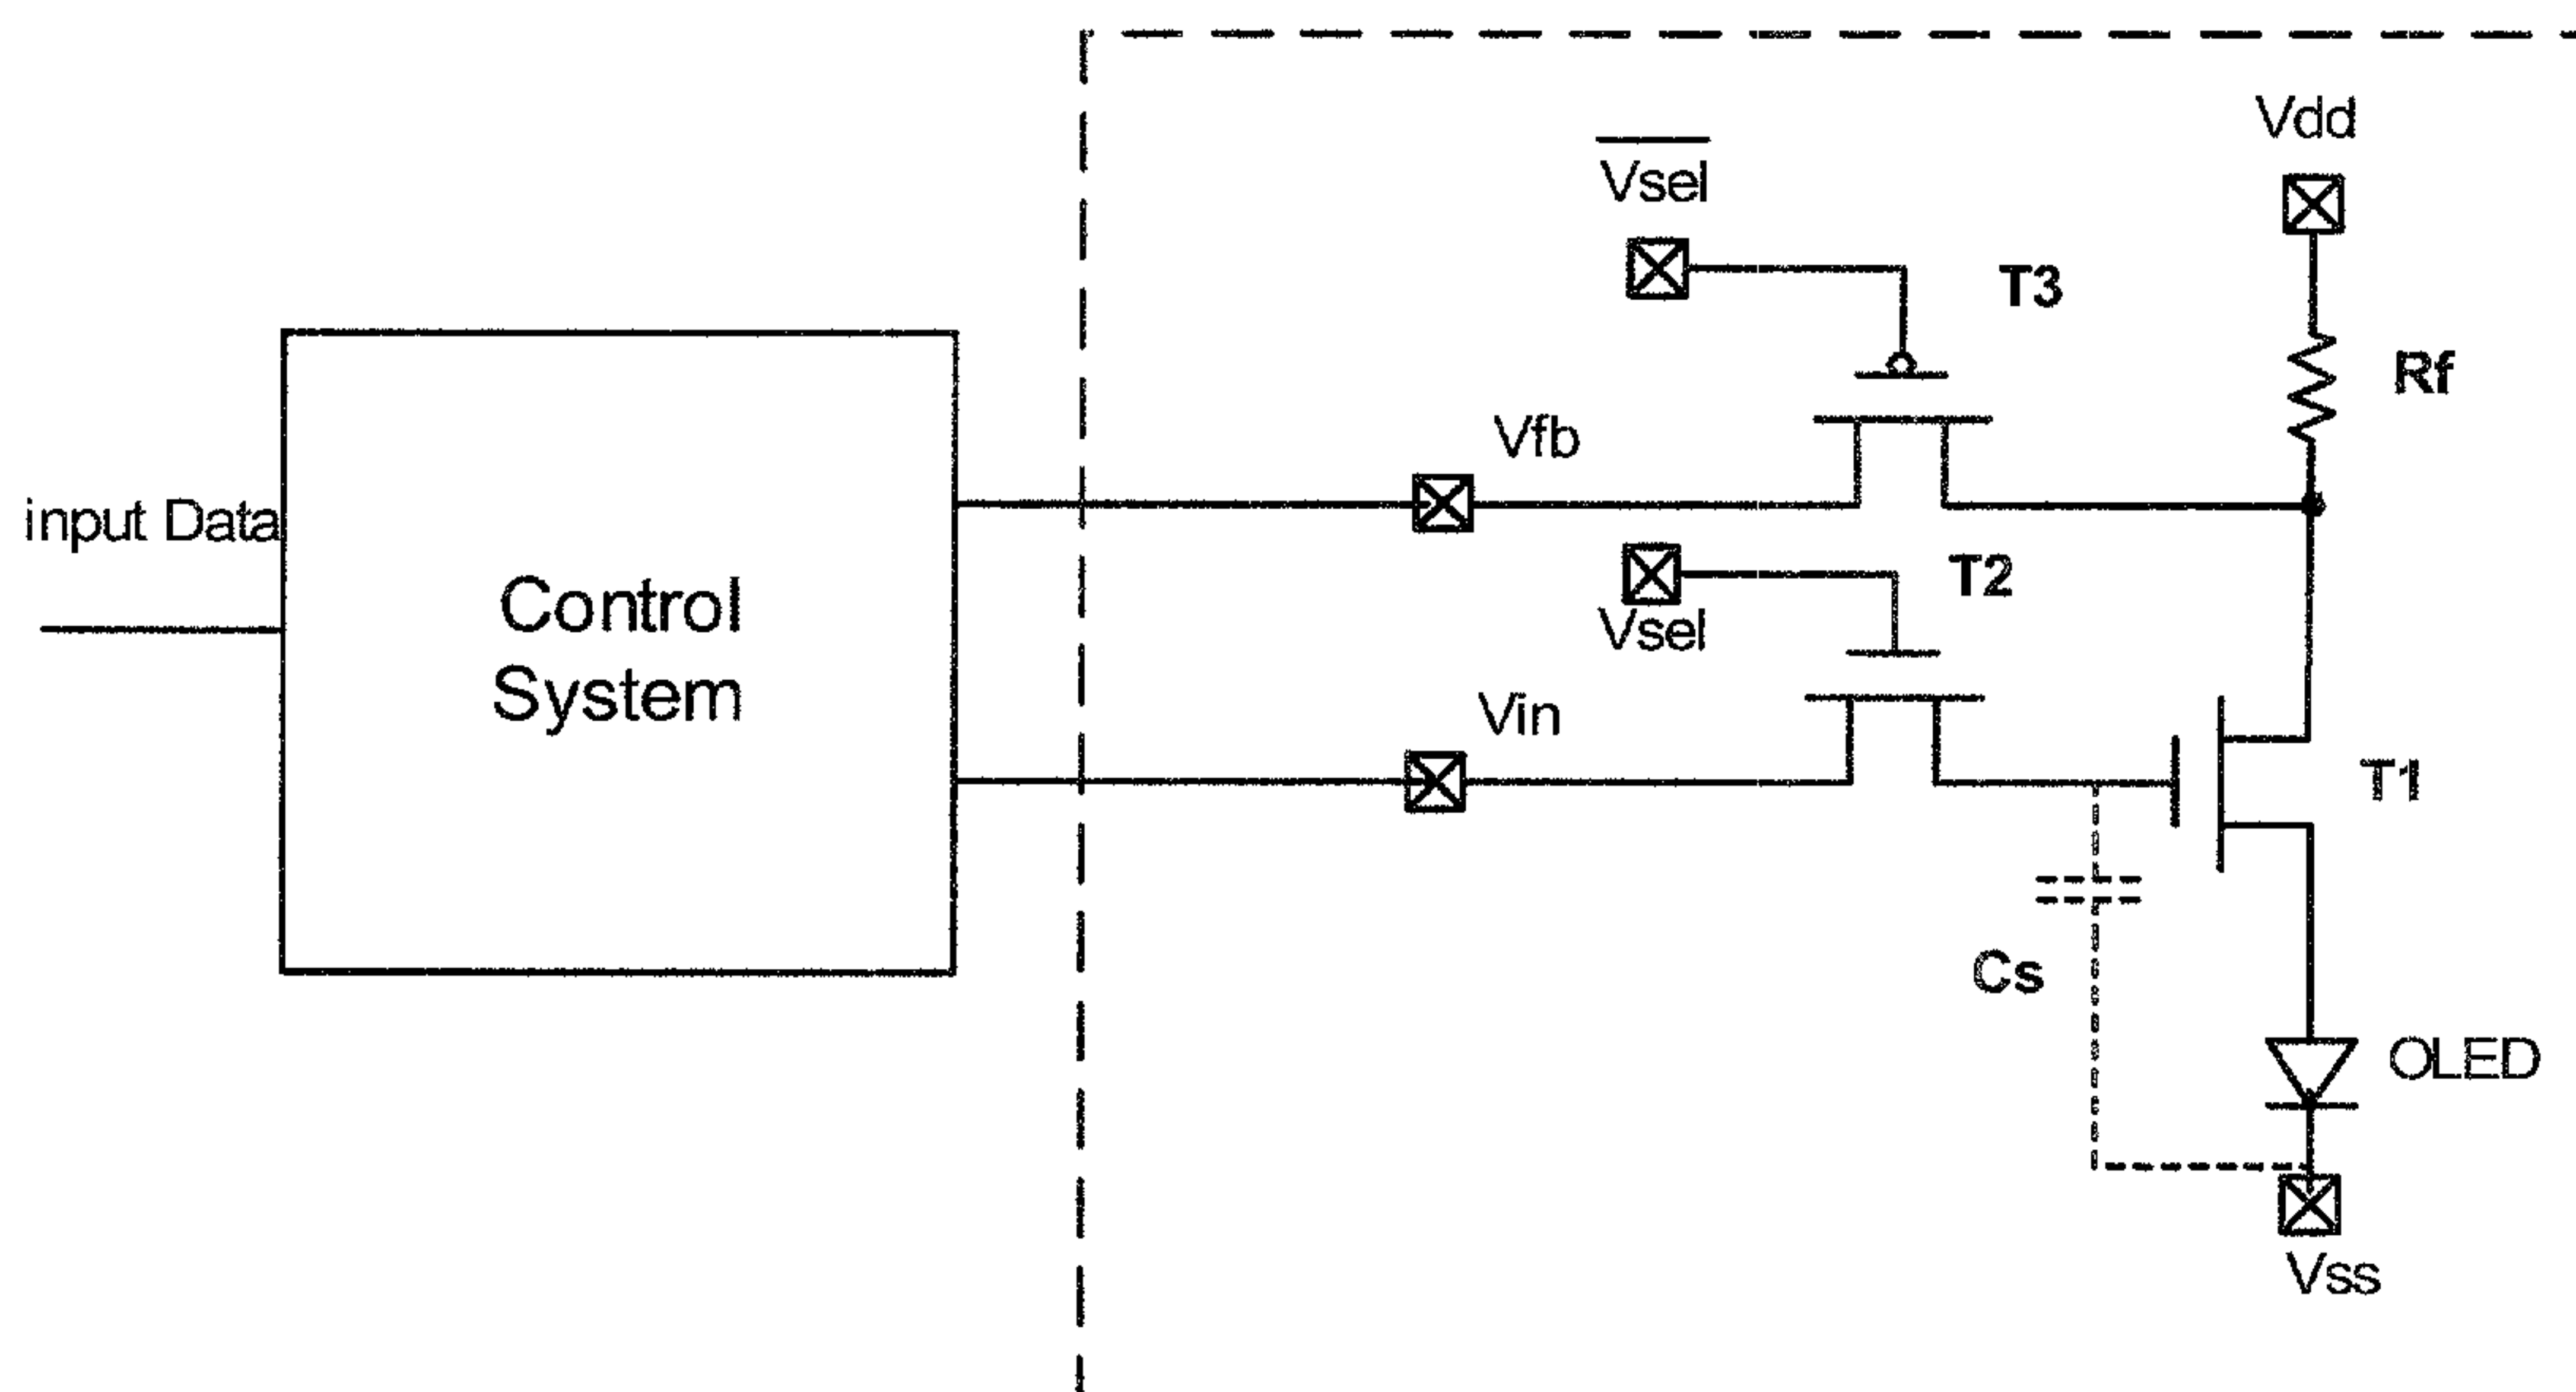 Vdd
Vsel
T3
Rf
Vfb
input Data
T2
Control
System
Vsel
Vin
T1
Cs
OLED
Vss